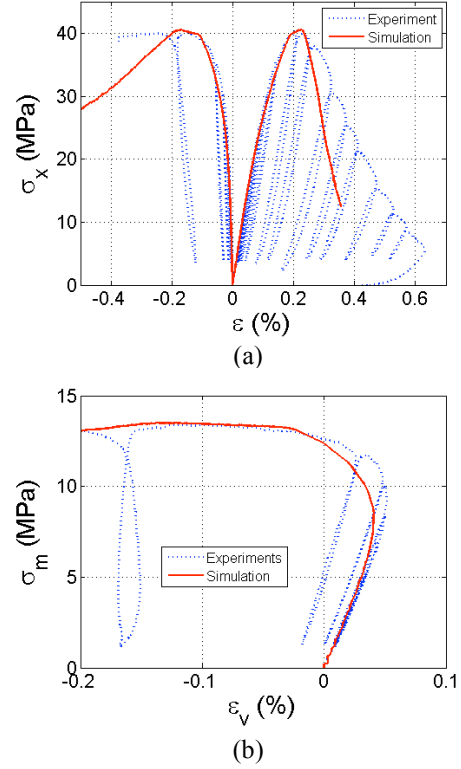 Experiment
Simulation
40
30
20
10
0
σx (MPa)
-0.4 -0.2 0 0.2 0.4 0.6
ε (%)
(a)
15
10
5
0
σm (MPa)
Experiments
Simulation
-0.2 -0.1 0 0.1
εv (%)
(b)